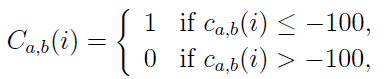 C_{a,b}(i) = { 1 if c_{a,b}(i) ≤ −100,
0 if c_{a,b}(i) > −100,